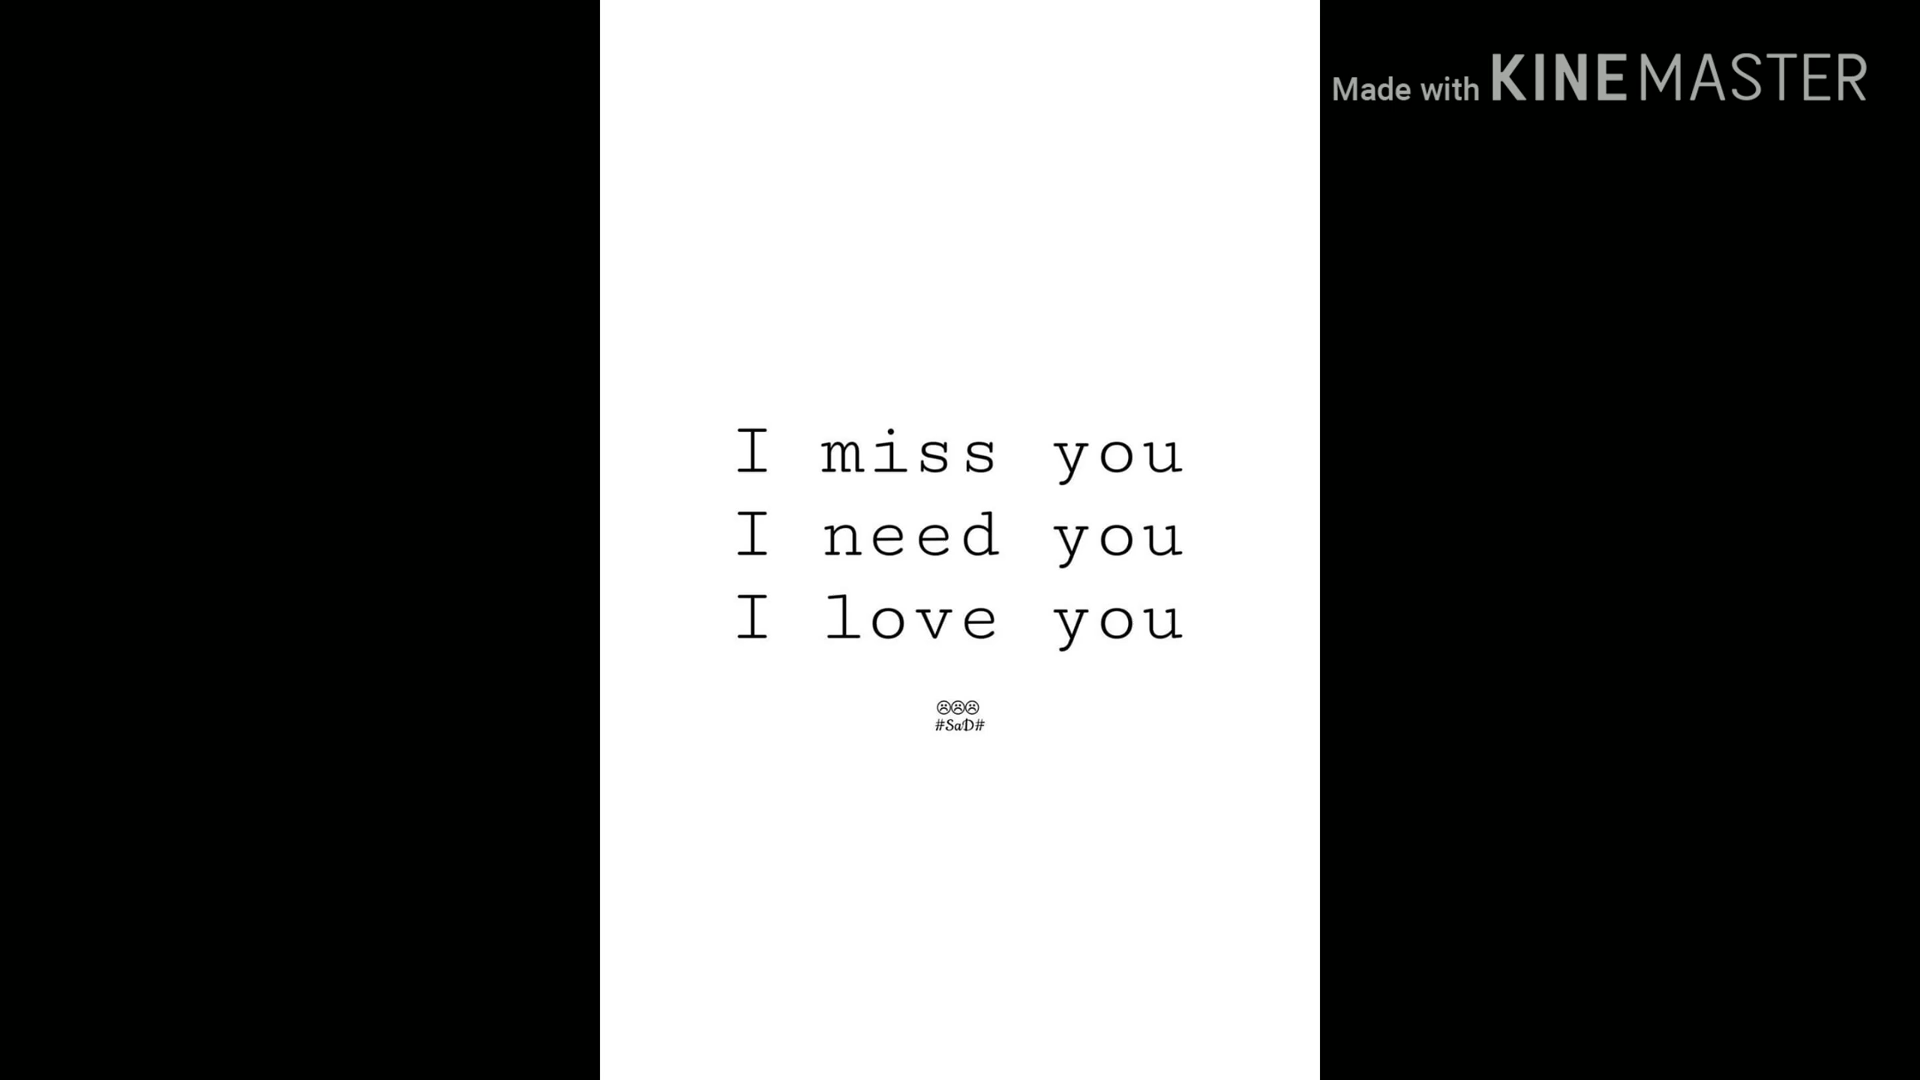 Made with KINEMASTER
I miss you
I need you
I love you
☹☹☹
#SaD#